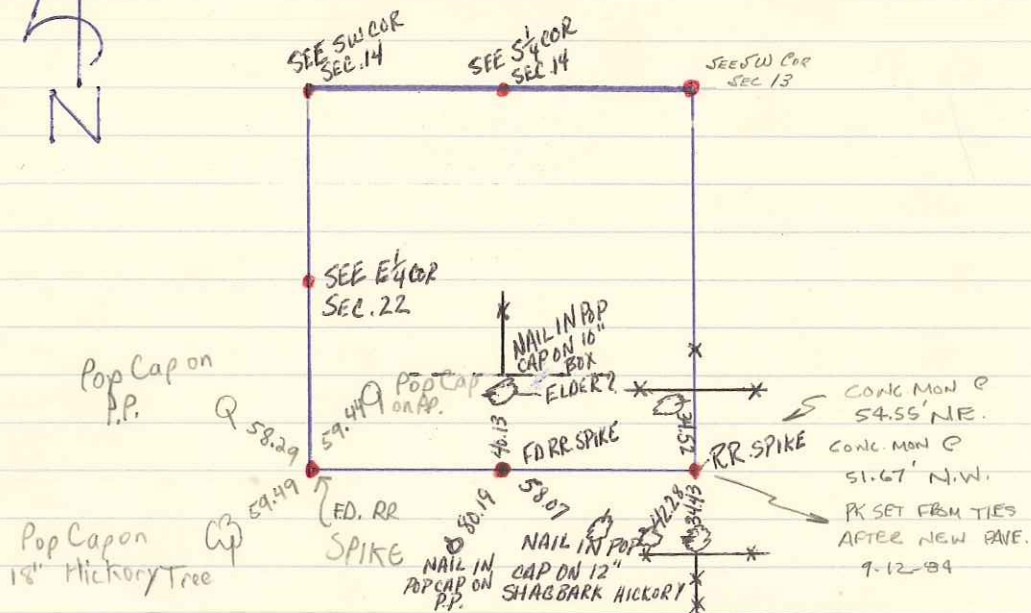 N
SEE SW COR
SEC.14
SEE S 1/4 COR
SEC.14
SEE SW COR
SEC 13
SEE E 1/4 COR
SEC.22
NAIL IN POP
CAP ON 10"
BOX
ELDER?
Pop Cap on
P.P.
58.29
59.44
Pop Cap
on P.P.
46.13
FD RR SPIKE
RR. SPIKE
CONC MON @
54.55' N.E.
CONC. MON @
51.67' N.W.
PK SET FROM TIES
AFTER NEW PAVE.
9-12-84
59.49
FD. RR
SPIKE
Pop Cap on
18" Hickory Tree
80.19
NAIL IN
POP CAP ON
P.P.
58.07
NAIL IN POP
CAP ON 12"
SHAGBARK HICKORY
42.28
34.43